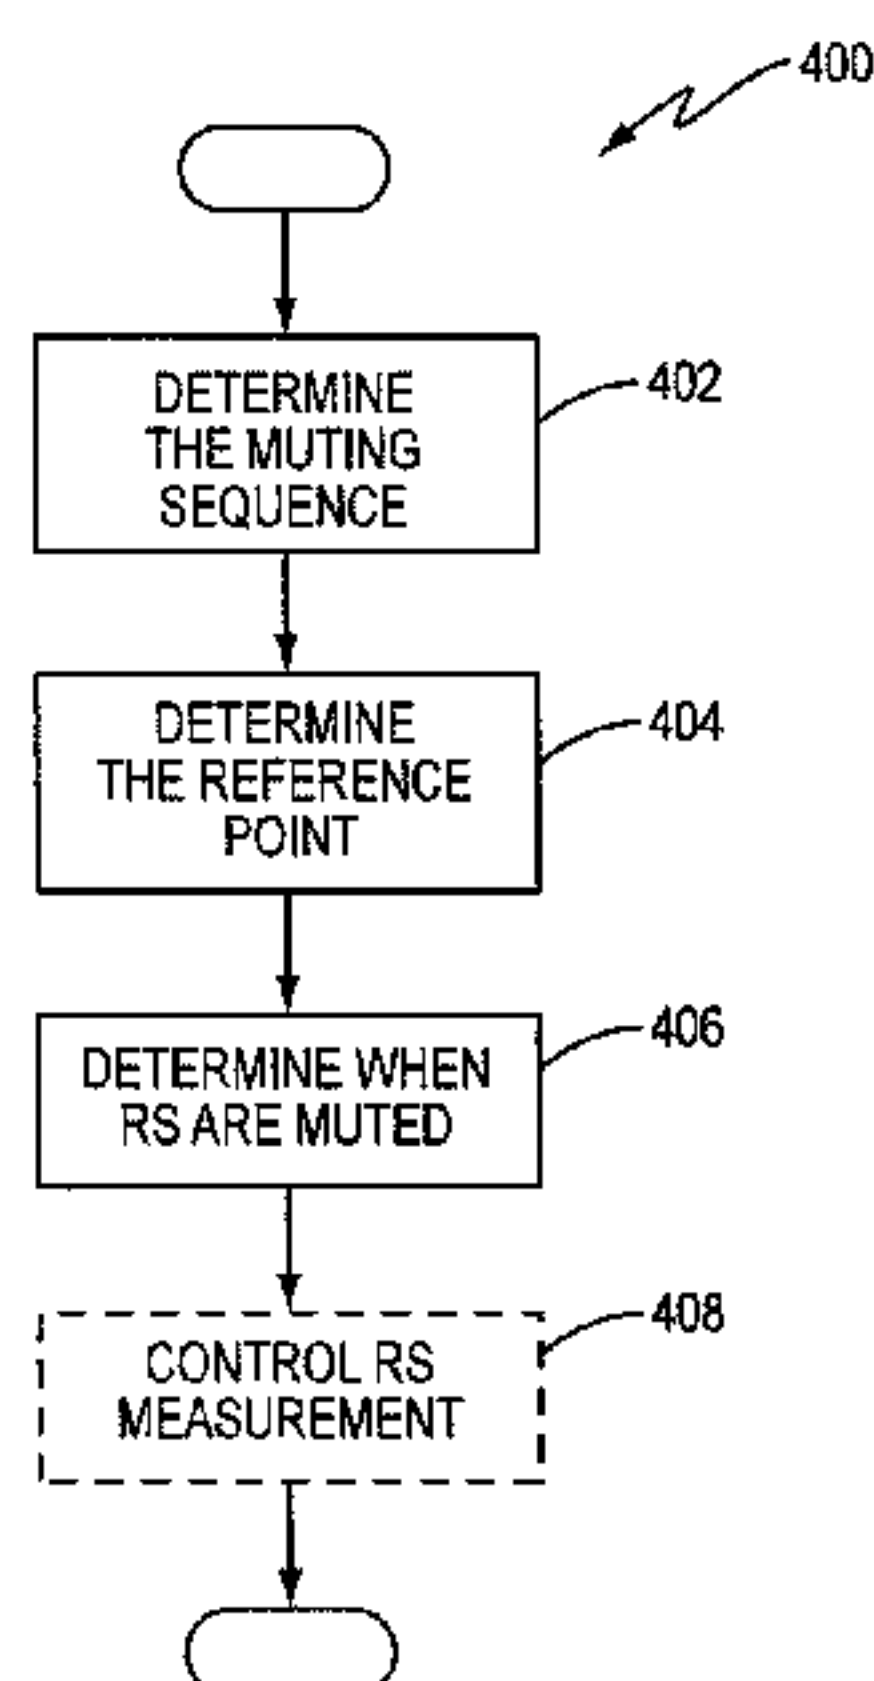 400
DETERMINE
THE MUTING
SEQUENCE
402
DETERMINE
THE REFERENCE
POINT
404
DETERMINE WHEN
RS ARE MUTED
406
CONTROL RS
MEASUREMENT
408